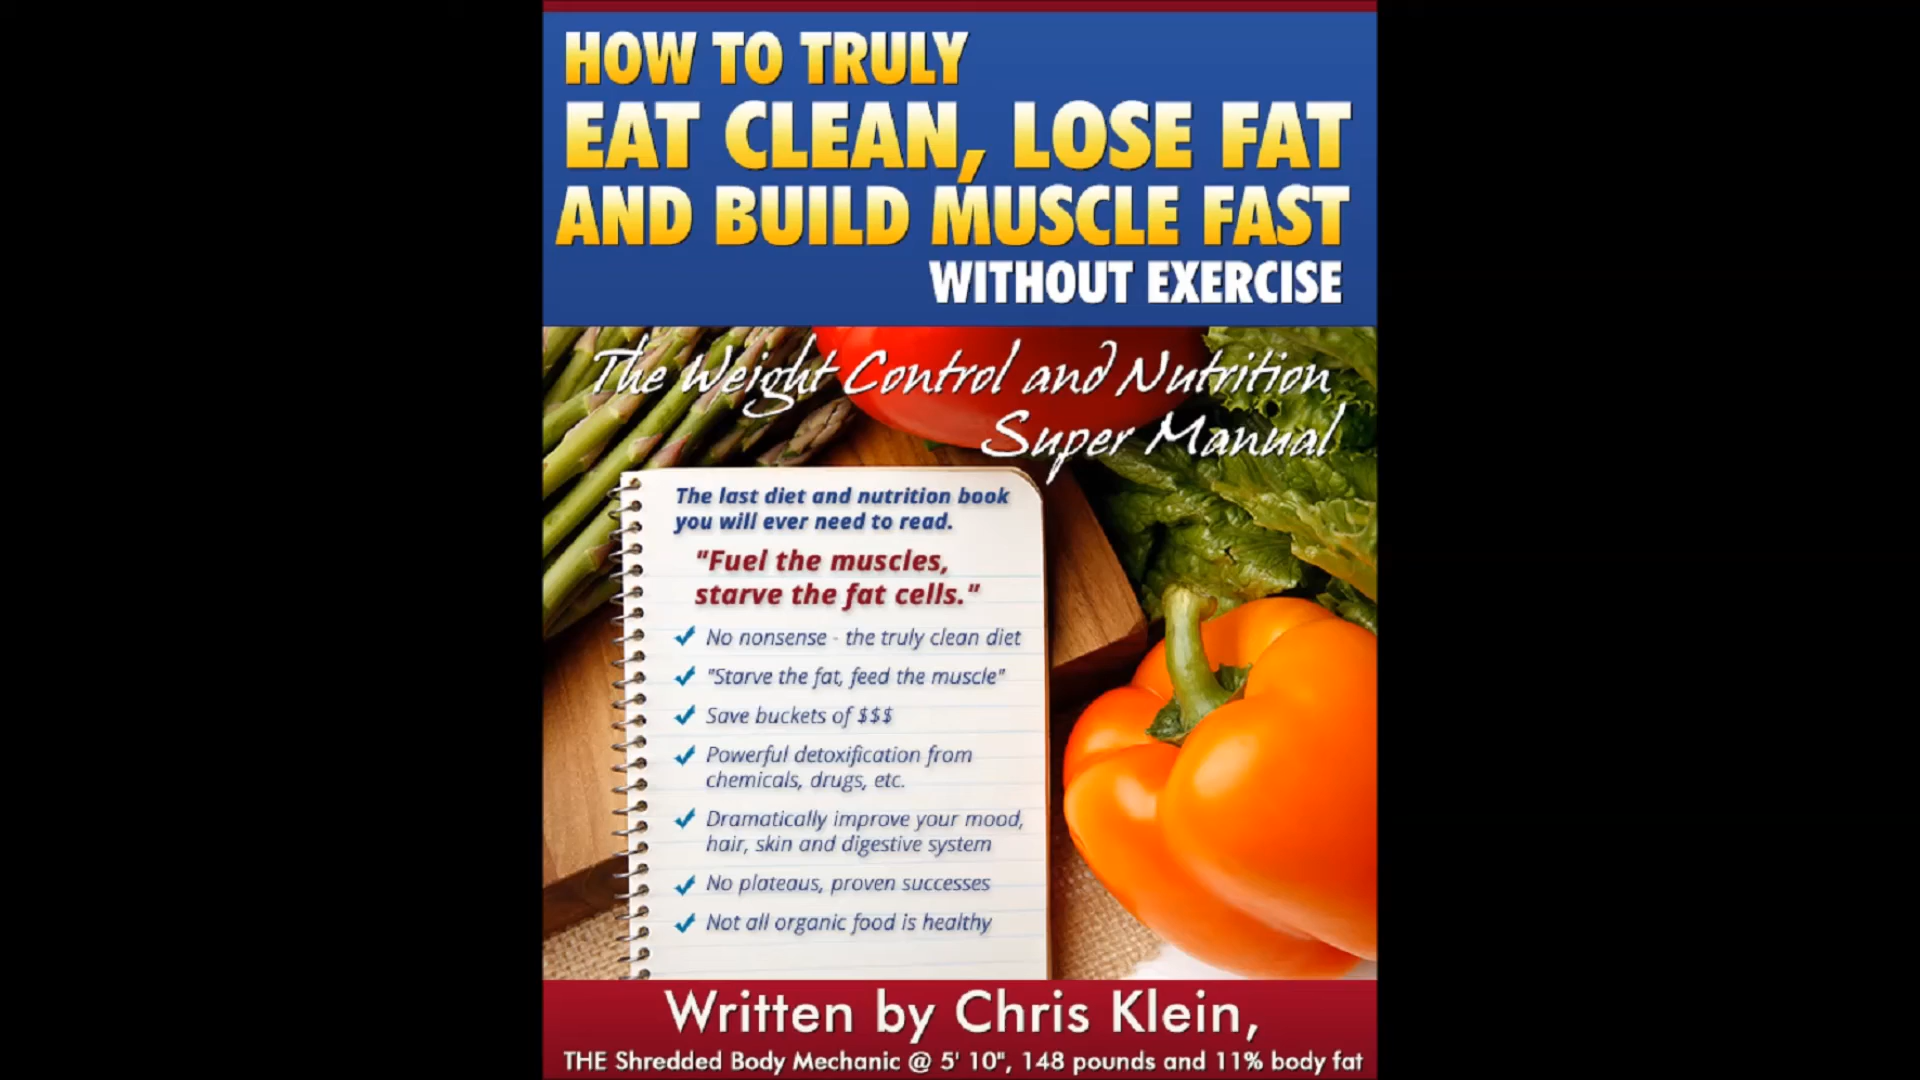 HOW TO TRULY
EAT CLEAN, LOSE FAT
AND BUILD MUSCLE FAST
WITHOUT EXERCISE
The Weight Control and Nutrition
Super Manual
The last diet and nutrition book
you will ever need to read.
"Fuel the muscles,
starve the fat cells."
No nonsense - the truly clean diet
"Starve the fat, feed the muscle"
Save buckets of $$$
Powerful detoxification from
chemicals, drugs, etc.
Dramatically improve your mood,
hair, skin and digestive system
No plateaus, proven successes
Not all organic food is healthy
Written by Chris Klein,
THE Shredded Body Mechanic @ 5' 10", 148 pounds and 11% body fat